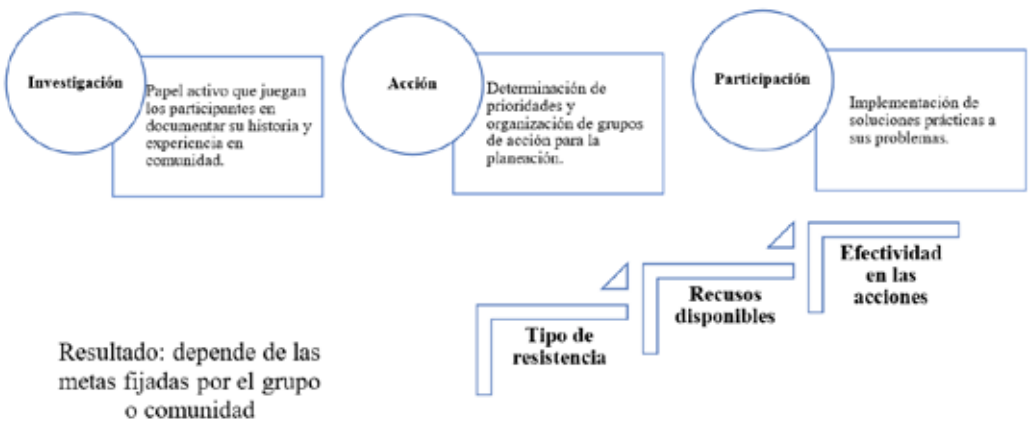 Investigación
Papel activo que juegan
los participantes en
documentar su historia y
experiencia en
comunidad.
Acción
Determinación de
prioridades y
organización de grupos
de acción para la
planeación.
Participación
Implementación de
soluciones prácticas a
sus problemas.
Efectividad
en las
acciones
Recusos
disponibles
Tipo de
resistencia
Resultado: depende de las
metas fijadas por el grupo
o comunidad